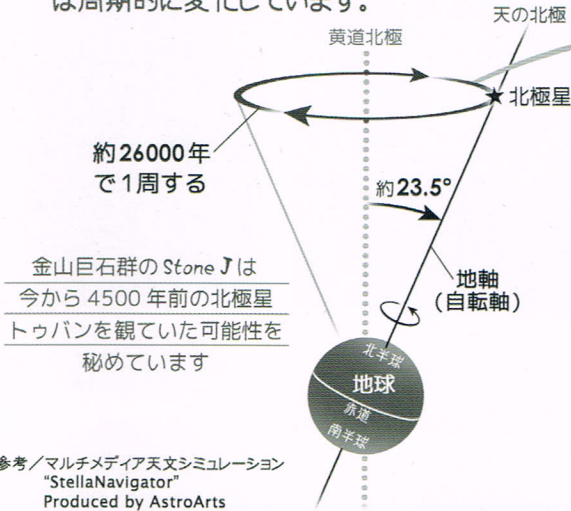 は周期的に変化しています。
天の北極
黄道北極
北極星
約26000年
で1周する
約23.5°
金山巨石群のStone Jは
今から4500年前の北極星
トゥバンを観ていた可能性を
秘めています
地軸
(自転軸)
北半球
地球
赤道
南半球
参考/マルチメディア天文シミュレーション
"StellaNavigator"
Produced by AstroArts